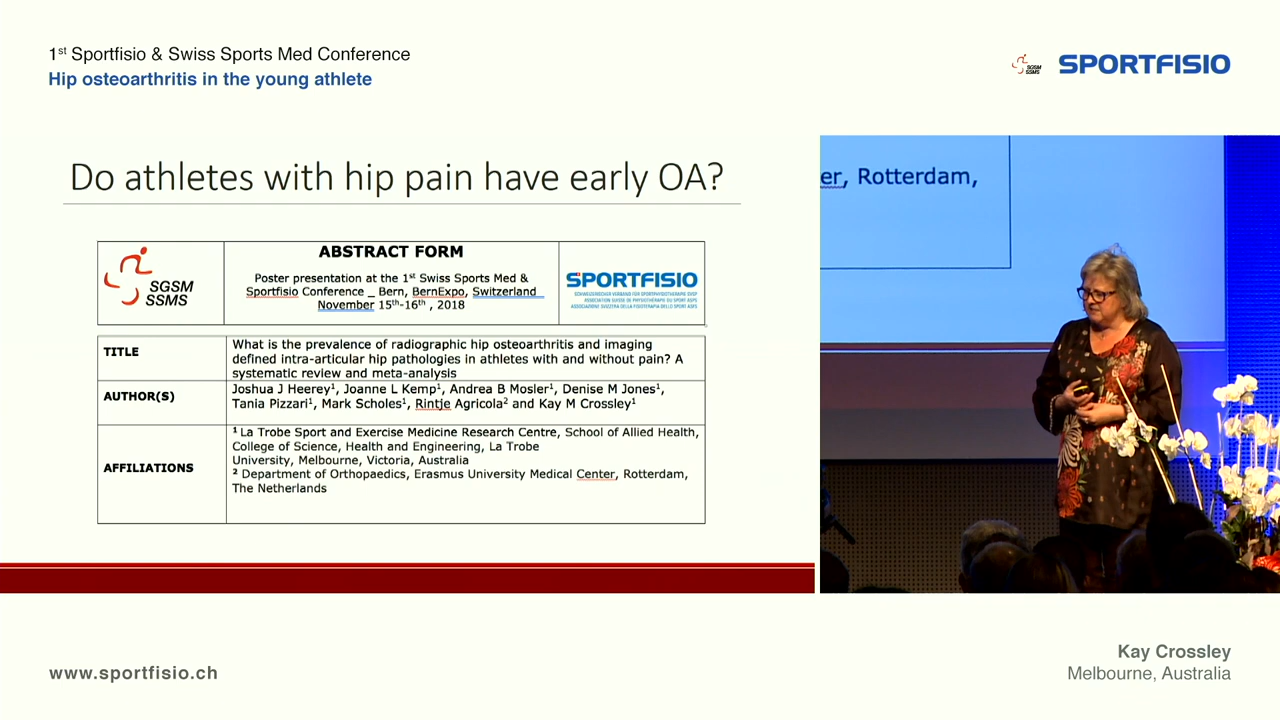 1st Sportfisio & Swiss Sports Med Conference
Hip osteoarthritis in the young athlete
SGSM
SSMS
SPORTFISIO
Do athletes with hip pain have early OA?
SGSM
SSMS
ABSTRACT FORM
Poster presentation at the 1st Swiss Sports Med &
Sportfisio Conference _ Bern, BernExpo, Switzerland
November 15th-16th , 2018
SPORTFISIO
SCHWEIZERISCHER VERBAND FÜR SPORTPHYSIOTHERAPIE SVSP
ASSOCIATION SUISSE DE PHYSIOTHÉRAPIE DU SPORT ASPS
ASSOCIAZIONE SVIZZERA DELLA FISIOTERAPIA DELLO SPORT ASFS
TITLE
What is the prevalence of radiographic hip osteoarthritis and imaging
defined intra-articular hip pathologies in athletes with and without pain? A
systematic review and meta-analysis
AUTHOR(S)
Joshua J Heerey1, Joanne L Kemp1, Andrea B Mosler1, Denise M Jones1,
Tania Pizzari1, Mark Scholes1, Rintje Agricola2 and Kay M Crossley1
AFFILIATIONS
1 La Trobe Sport and Exercise Medicine Research Centre, School of Allied Health,
College of Science, Health and Engineering, La Trobe
University, Melbourne, Victoria, Australia
2 Department of Orthopaedics, Erasmus University Medical Center, Rotterdam,
The Netherlands
er, Rotterdam,
www.sportfisio.ch
Kay Crossley
Melbourne, Australia